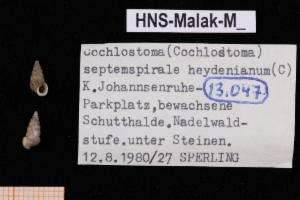 HNS-Malak-M_
Cochlostoma(Cochlostoma)
septemspirale heydenianum(C)
K.Johannsenruhe-
13.047
Parkplatz,bewachsene
Schutthalde.Nadelwald-
stufe.unter Steinen.
12.8.1980/27 SPERLING